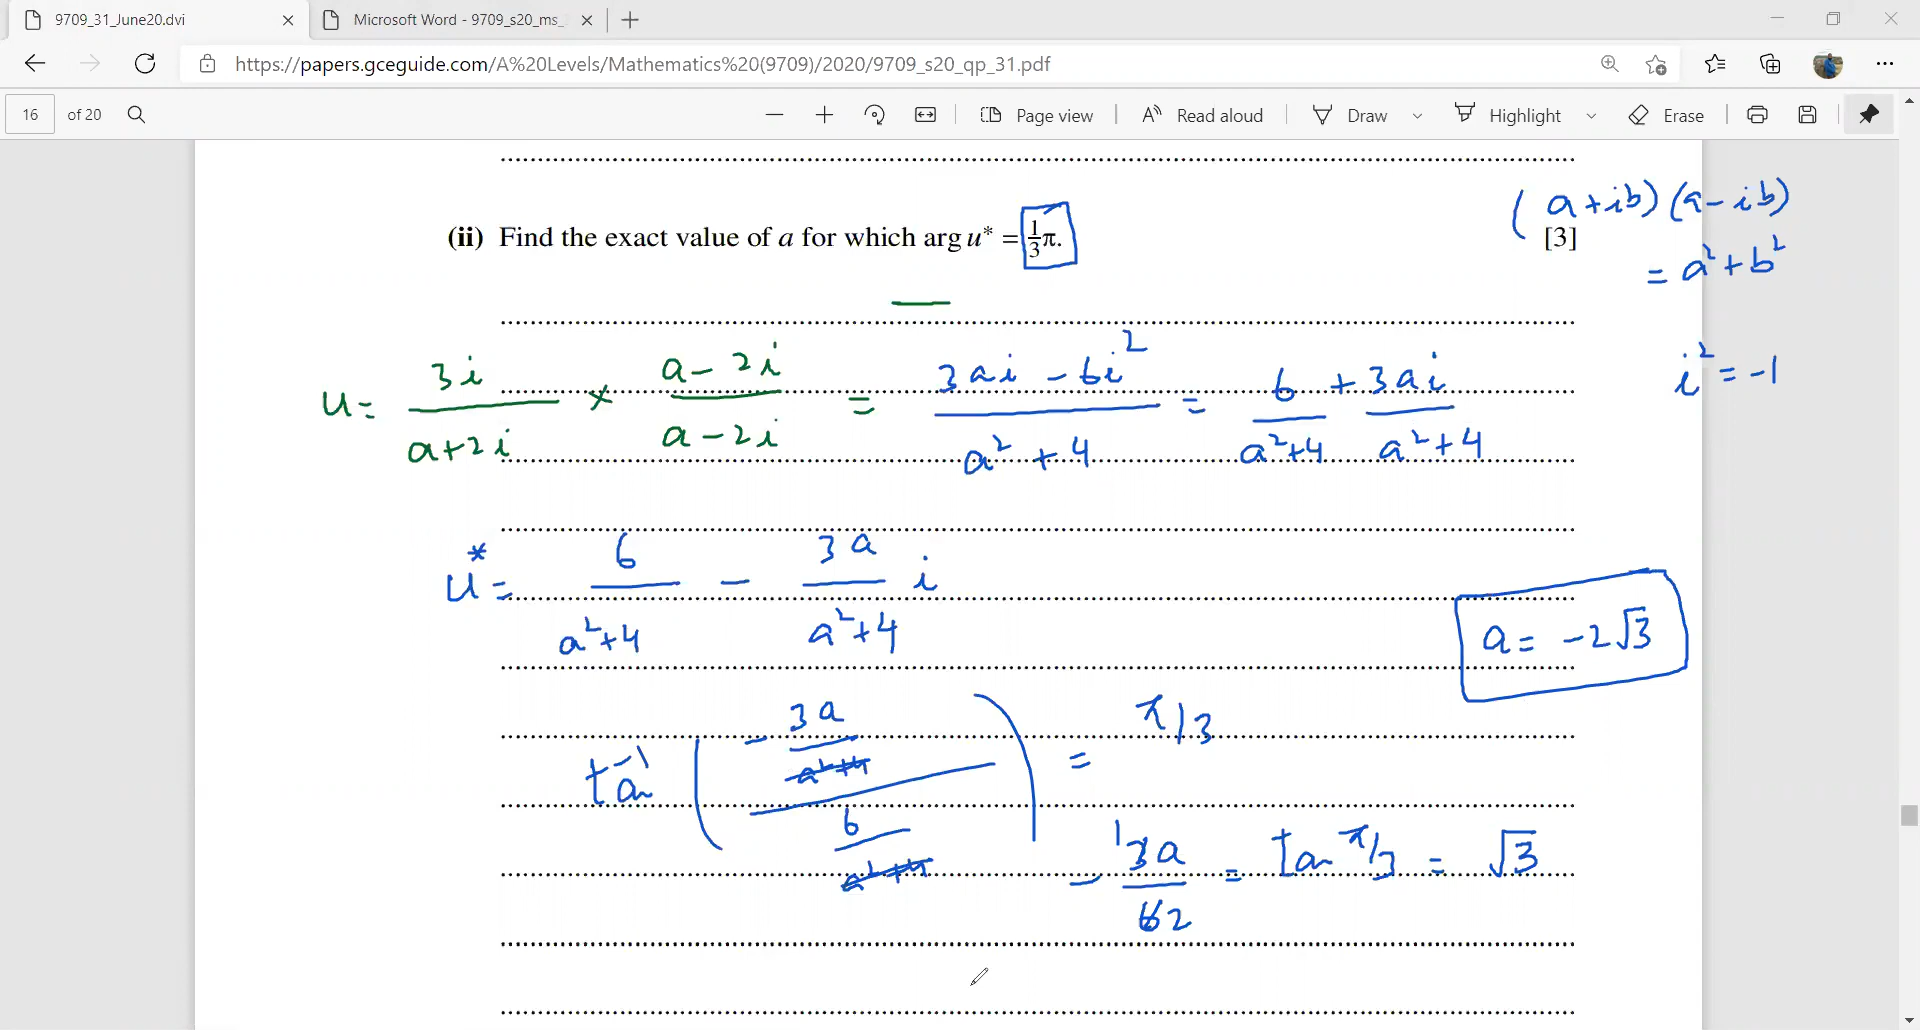 9709_31_June20.dvi
Microsoft Word - 9709_s20_ms_
https://papers.gceguide.com/A%20Levels/Mathematics%20(9709)/2020/9709_s20_qp_31.pdf
16 of 20
Page view
Read aloud
Draw
Highlight
Erase
(a+ib)(a-ib)
(ii) Find the exact value of a for which arg u* = 1/3 π. [3]
= a²+b²
u = 3i/(a+2i) × (a-2i)/(a-2i) = (3ai - 6i²)/(a² + 4) = 6/(a²+4) + 3ai/(a²+4)
i² = -1
u* = 6/(a²+4) - 3a/(a²+4) i
a = -2√3
tan⁻¹ ( - 3a/(a²+4) / 6/(a²+4) ) = π/3
- 1 3a/6 2 = tan π/3 = √3